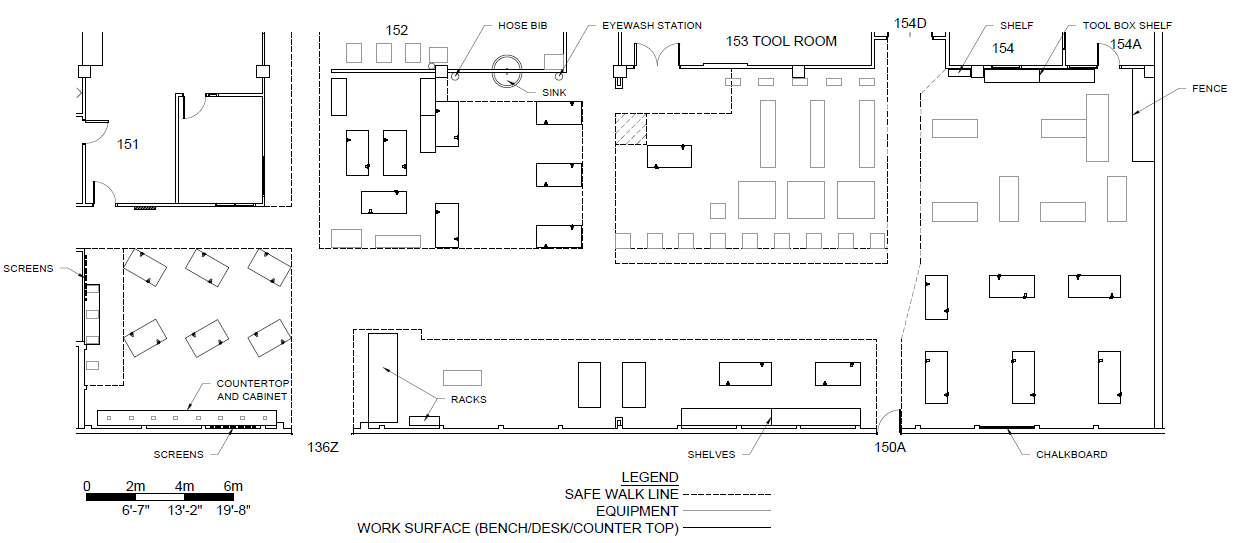 154D
152
HOSE BIB
EYEWASH STATION
SHELF
TOOL BOX SHELF
153 TOOL ROOM
154
154A
SINK
FENCE
151
SCREENS
COUNTERTOP
AND CABINET
RACKS
136Z
150A
SCREENS
SHELVES
CHALKBOARD
LEGEND
0 2m 4m 6m
SAFE WALK LINE
6'-7" 13'-2" 19'-8"
EQUIPMENT
WORK SURFACE (BENCH/DESK/COUNTER TOP)